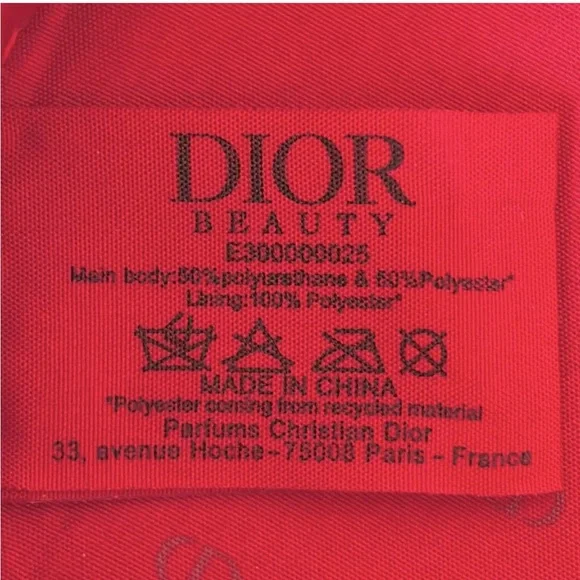 DIOR
BEAUTY
E300000025
Main body:50%polyurethane & 50%Polyester*
Lining:100% Polyester*
MADE IN CHINA
*Polyester coming from recycled material
Parfums Christian Dior
33, avenue Hoche-75008 Paris - France